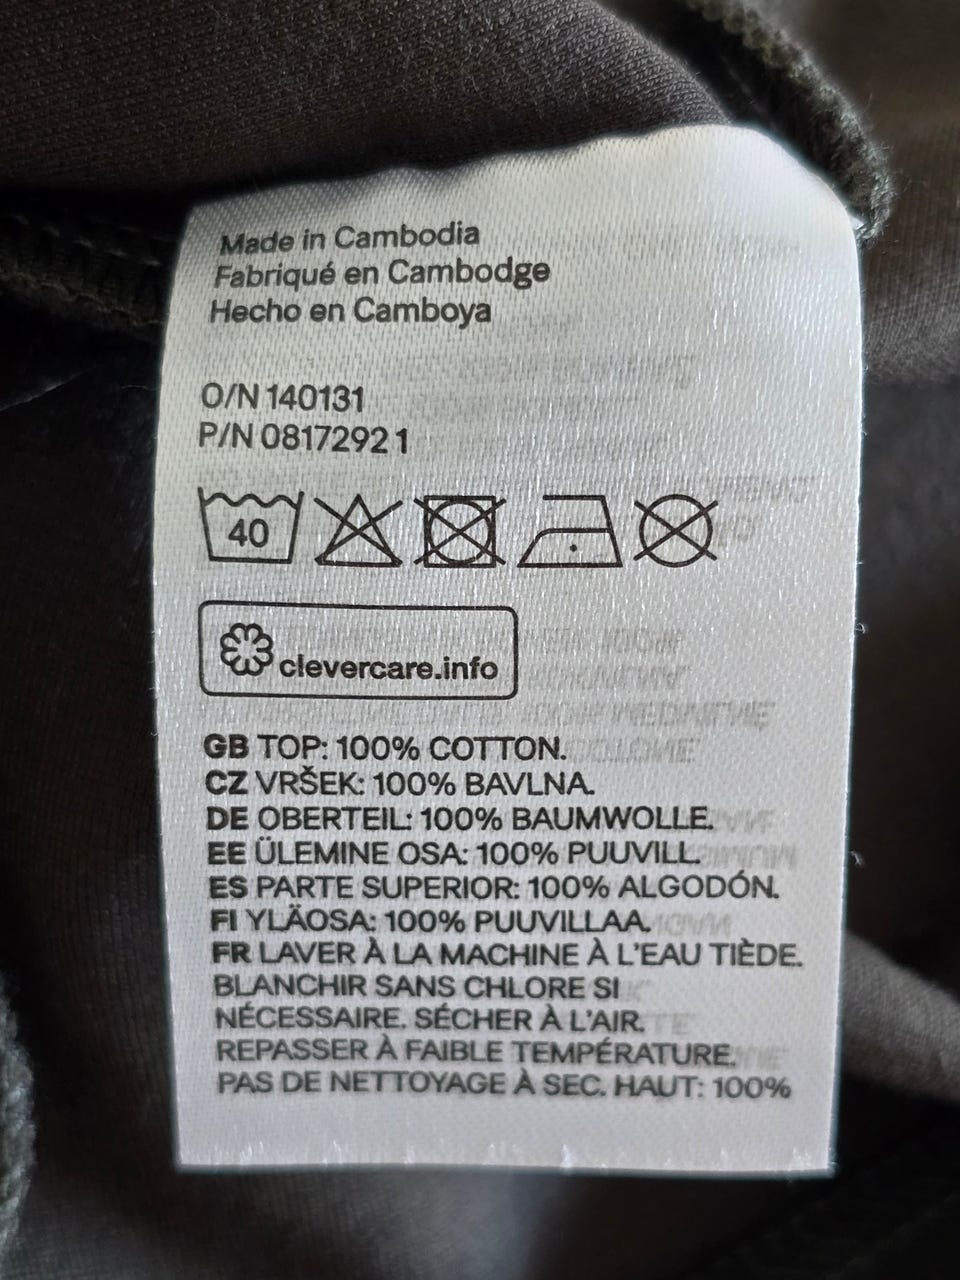 Made in Cambodia
Fabriqué en Cambodge
Hecho en Camboya
O/N 140131
P/N 0817292 1
40
clevercare.info
GB TOP: 100% COTTON.
CZ VRŠEK: 100% BAVLNA.
DE OBERTEIL: 100% BAUMWOLLE.
EE ÜLEMINE OSA: 100% PUUVILL.
ES PARTE SUPERIOR: 100% ALGODÓN.
FI YLÄOSA: 100% PUUVILLAA.
FR LAVER À LA MACHINE À L'EAU TIÈDE.
BLANCHIR SANS CHLORE SI
NÉCESSAIRE. SÉCHER À L'AIR.
REPASSER À FAIBLE TEMPÉRATURE.
PAS DE NETTOYAGE À SEC. HAUT: 100%